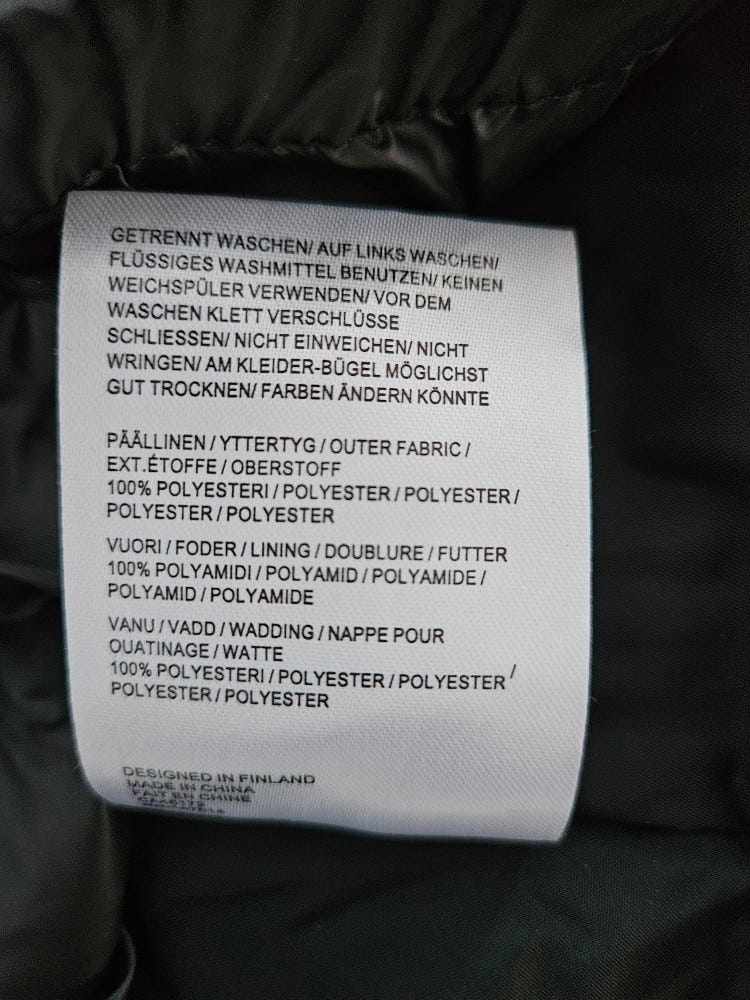 GETRENNT WASCHEN/ AUF LINKS WASCHEN/
FLÜSSIGES WASHMITTEL BENUTZEN/ KEINEN
WEICHSPÜLER VERWENDEN/ VOR DEM
WASCHEN KLETT VERSCHLÜSSE
SCHLIESSEN/ NICHT EINWEICHEN/ NICHT
WRINGEN/ AM KLEIDER-BÜGEL MÖGLICHST
GUT TROCKNEN/ FARBEN ÄNDERN KÖNNTE
PÄÄLLINEN / YTTERTYG / OUTER FABRIC /
EXT.ÉTOFFE / OBERSTOFF
100% POLYESTERI / POLYESTER / POLYESTER /
POLYESTER / POLYESTER
VUORI / FODER / LINING / DOUBLURE / FUTTER
100% POLYAMIDI / POLYAMID / POLYAMIDE /
POLYAMID / POLYAMIDE
VANU / VADD / WADDING / NAPPE POUR
OUATINAGE / WATTE
100% POLYESTERI / POLYESTER / POLYESTER /
POLYESTER / POLYESTER
DESIGNED IN FINLAND
MADE IN CHINA
FAIT EN CHINE